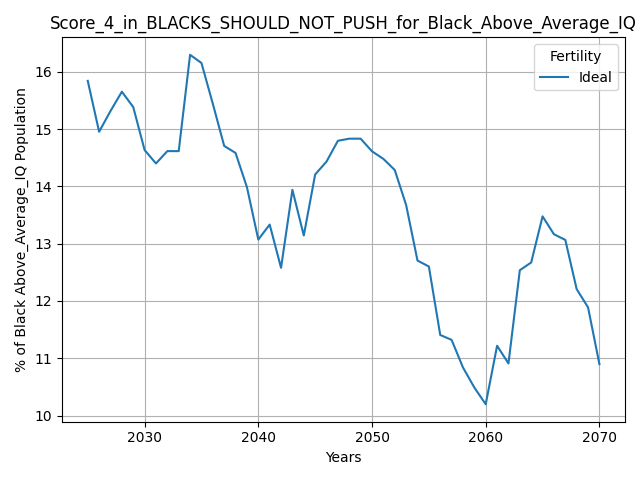 Score_4_in_BLACKS_SHOULD_NOT_PUSH_for_Black_Above_Average_IQ
Fertility
Ideal
% of Black Above_Average_IQ Population
16
15
14
13
12
11
10
2030 2040 2050 2060 2070
Years